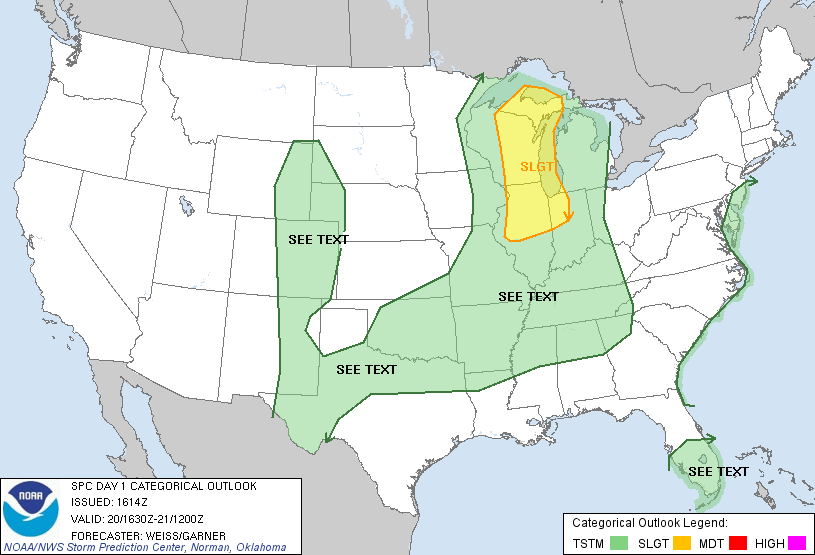 SLGT
SEE TEXT
SEE TEXT
SEE TEXT
SEE TEXT
NOAA
SPC DAY 1 CATEGORICAL OUTLOOK
ISSUED: 1614Z
VALID: 20/1630Z-21/1200Z
FORECASTER: WEISS/GARNER
NOAA/NWS Storm Prediction Center, Norman, Oklahoma
Categorical Outlook Legend:
TSTM SLGT MDT HIGH